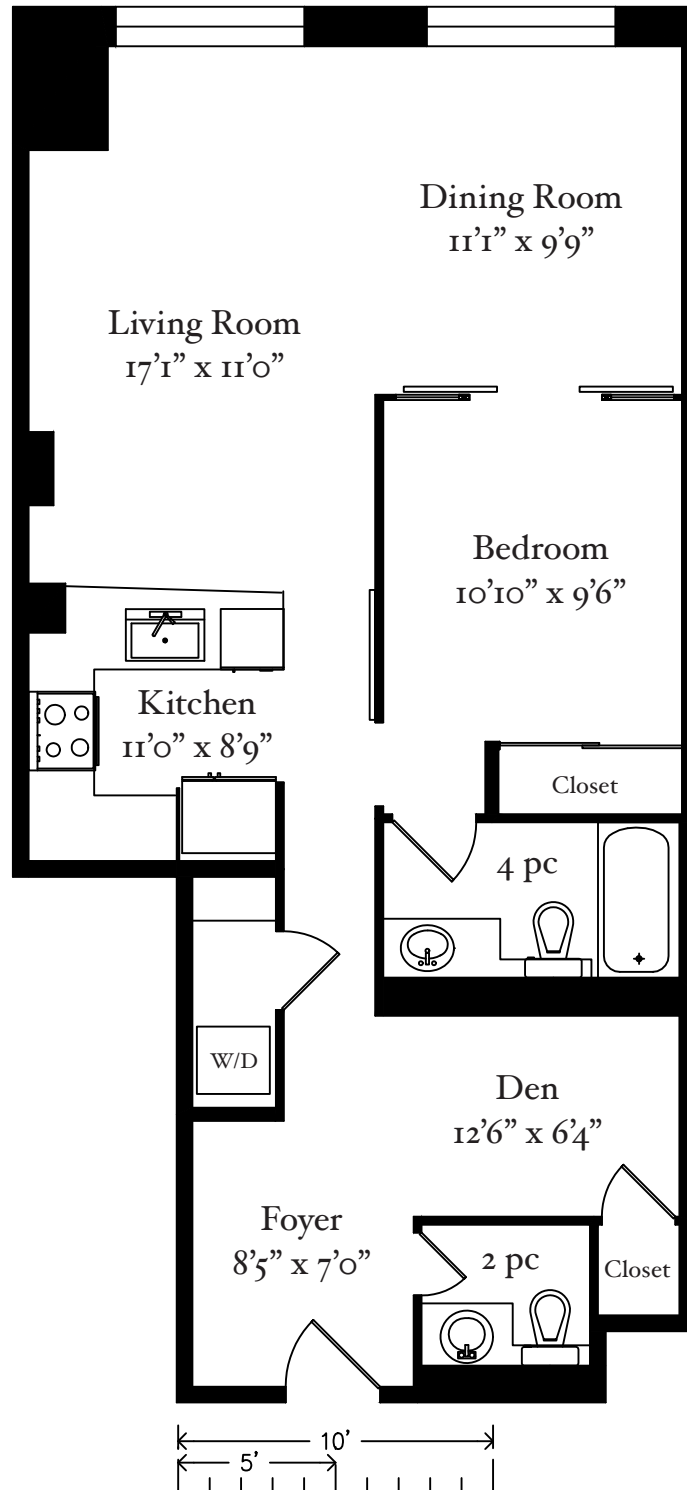 Dining Room
11’1” x 9’9”
Living Room
17’1” x 11’0”
Bedroom
10’10” x 9’6”
Kitchen
11’0” x 8’9”
Closet
4 pc
W/D
Den
12’6” x 6’4”
Foyer
8’5” x 7’0”
2 pc
Closet
10'
5'